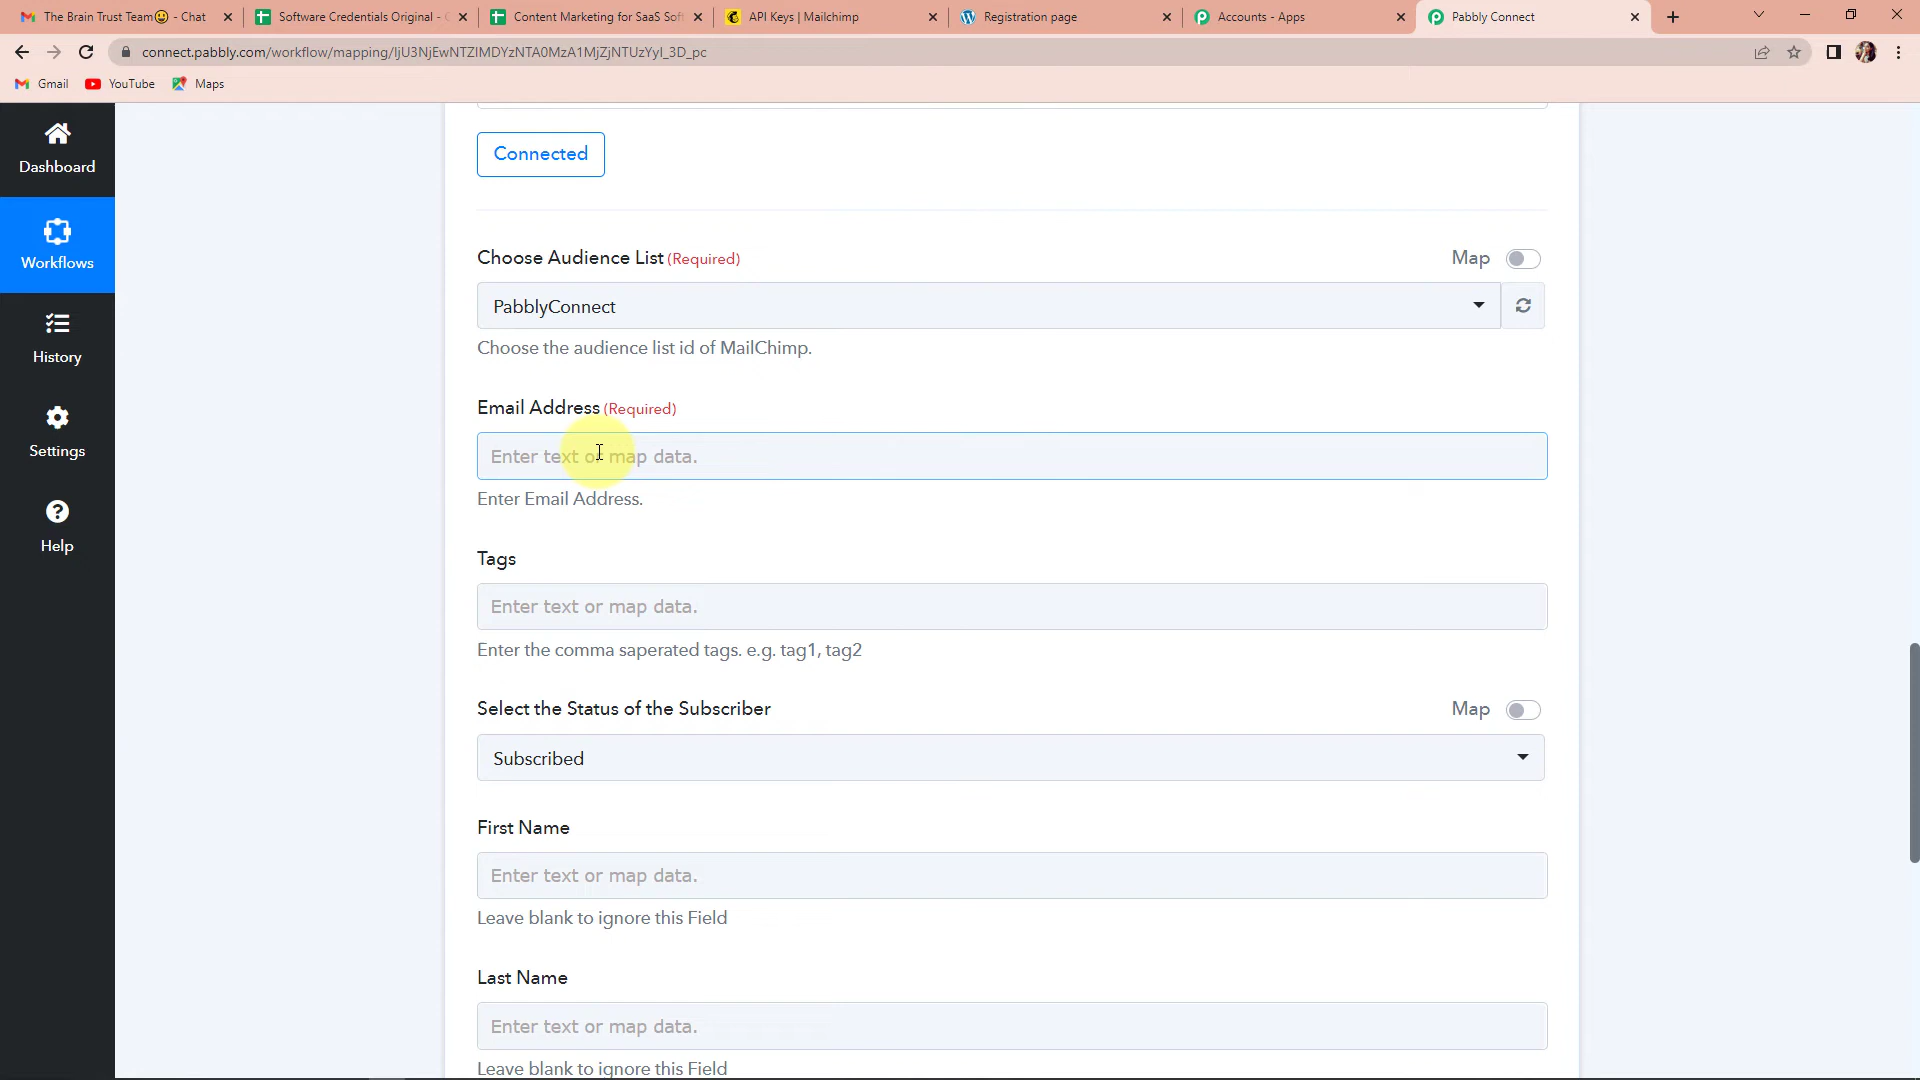 The Brain Trust Team😀 - Chat
Software Credentials Original -
Content Marketing for SaaS Soft
API Keys | Mailchimp
Registration page
Accounts - Apps
Pabbly Connect
connect.pabbly.com/workflow/mapping/IjU3NjEwNTZlMDYzNTA0MzA1MjZjNTUzYyI_3D_pc
Gmail
YouTube
Maps
Dashboard
Workflows
History
Settings
Help
Connected
Choose Audience List (Required)
Map
PabblyConnect
Choose the audience list id of MailChimp.
Email Address (Required)
Enter text or map data.
Enter Email Address.
Tags
Enter text or map data.
Enter the comma saperated tags. e.g. tag1, tag2
Select the Status of the Subscriber
Map
Subscribed
First Name
Enter text or map data.
Leave blank to ignore this Field
Last Name
Enter text or map data.
Leave blank to ignore this Field